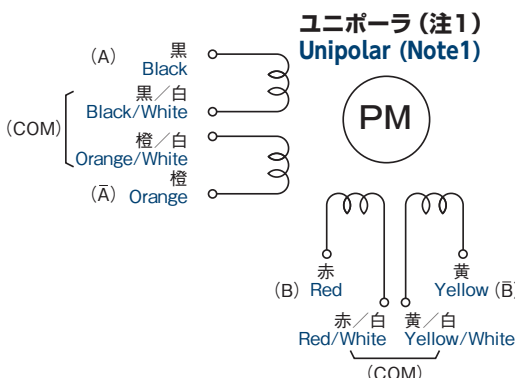 ユニポーラ（注1）
Unipolar (Note1)
(A)
黒
Black
黒／白
Black/White
(COM)
橙／白
Orange/White
橙
(Ā) Orange
PM
赤
(B) Red
黄
Yellow (B̄)
赤／白 黄／白
Red/White Yellow/White
(COM)